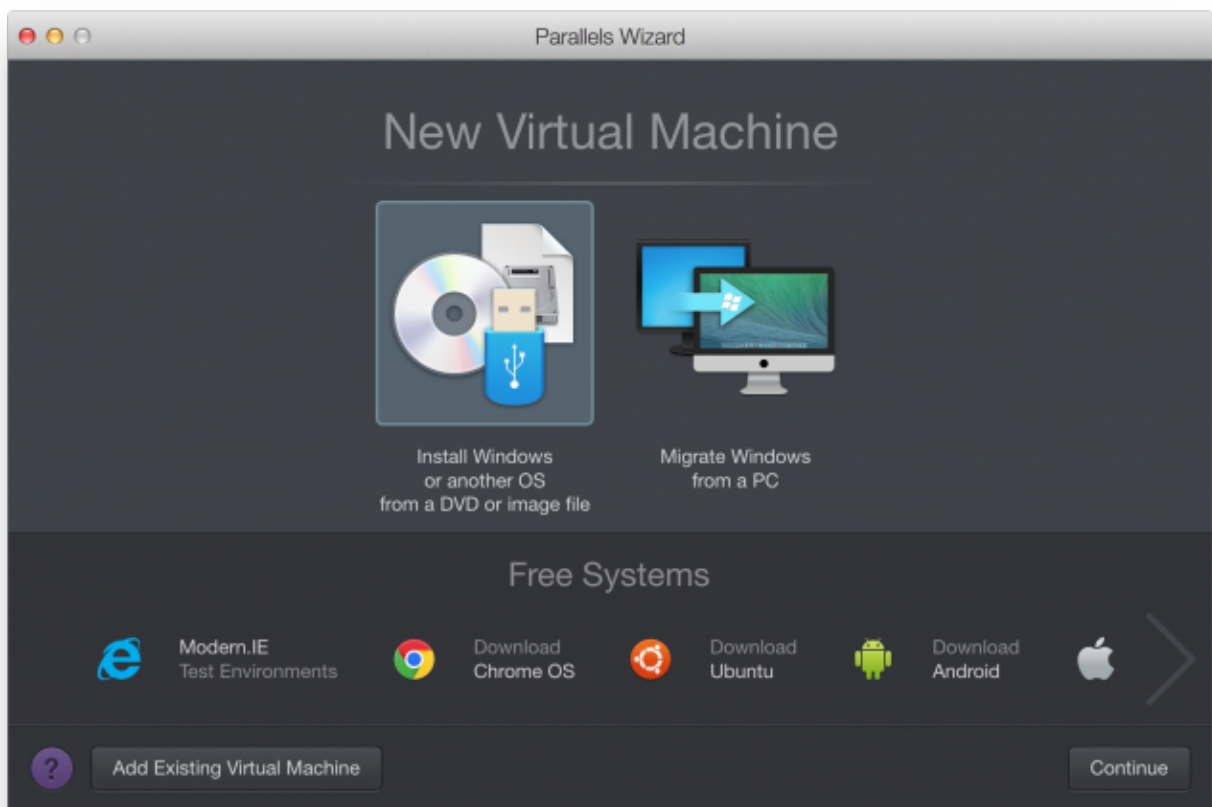 Parallels Wizard
New Virtual Machine
Install Windows
or another OS
from a DVD or image file
Migrate Windows
from a PC
Free Systems
Modern.IE
Test Environments
Download
Chrome OS
Download
Ubuntu
Download
Android
?
Add Existing Virtual Machine
Continue